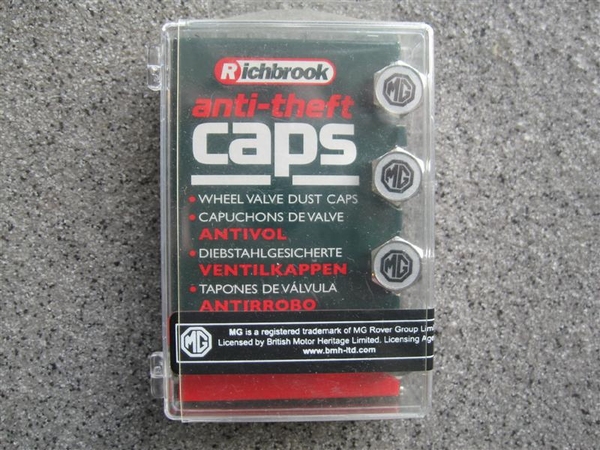 Richbrook
anti-theft
caps
MG
MG
MG
• WHEEL VALVE DUST CAPS
• CAPUCHONS DE VALVE
ANTIVOL
• DIEBSTAHLGESICHERTE
VENTILKAPPEN
• TAPONES DE VÁLVULA
ANTIRROBO
MG
MG is a registered trademark of MG Rover Group
Licensed by British Motor Heritage Limited. Licensing
www.bmh-ltd.com